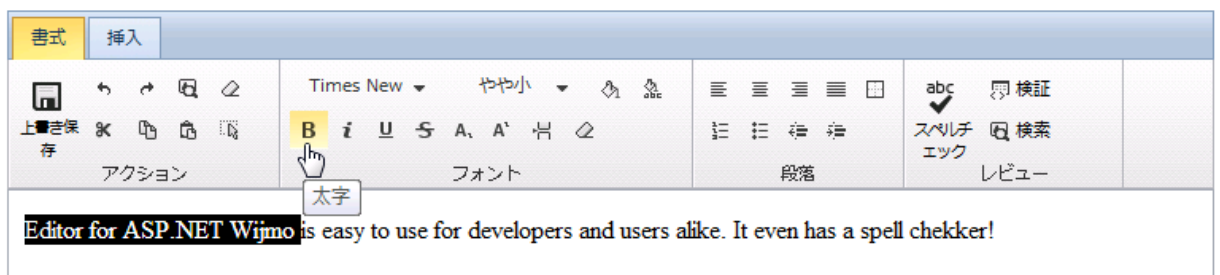 書式 挿入
Times New やや小
abc 検証
上書き保存
B i U S A、 A`
スペルチェック 検索
アクション フォント 段落 レビュー
太字
Editor for ASP.NET Wijmo is easy to use for developers and users alike. It even has a spell chekker!